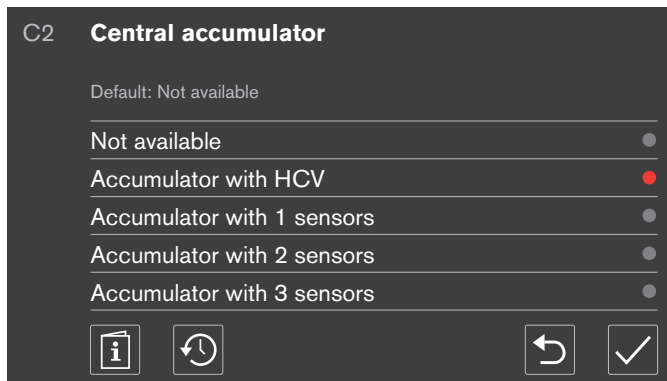 C2 Central accumulator
Default: Not available
Not available
Accumulator with HCV
Accumulator with 1 sensors
Accumulator with 2 sensors
Accumulator with 3 sensors
i